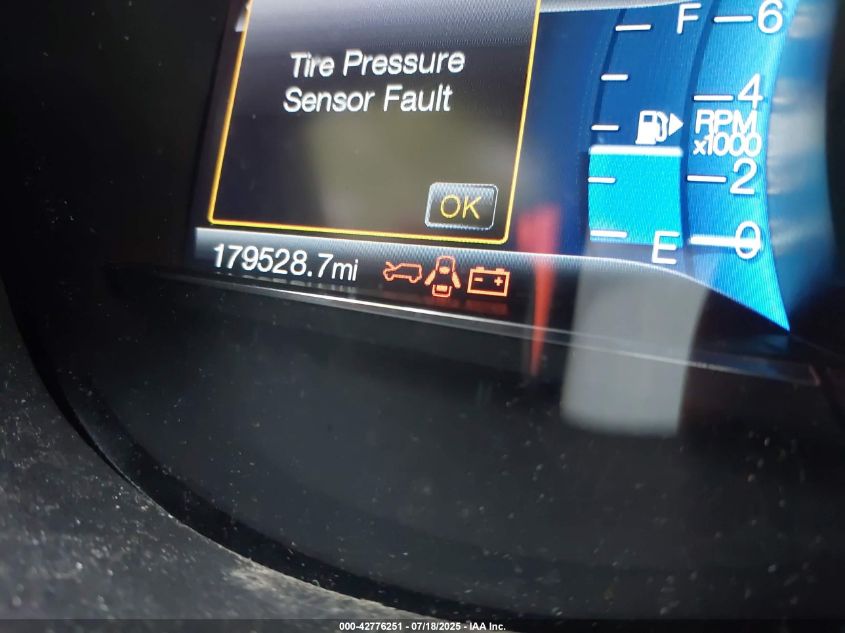 Tire Pressure
Sensor Fault
OK
179528.7mi
F
E
6
4
RPM
x1000
2
0
000-42776251 - 07/18/2025 - IAA Inc.